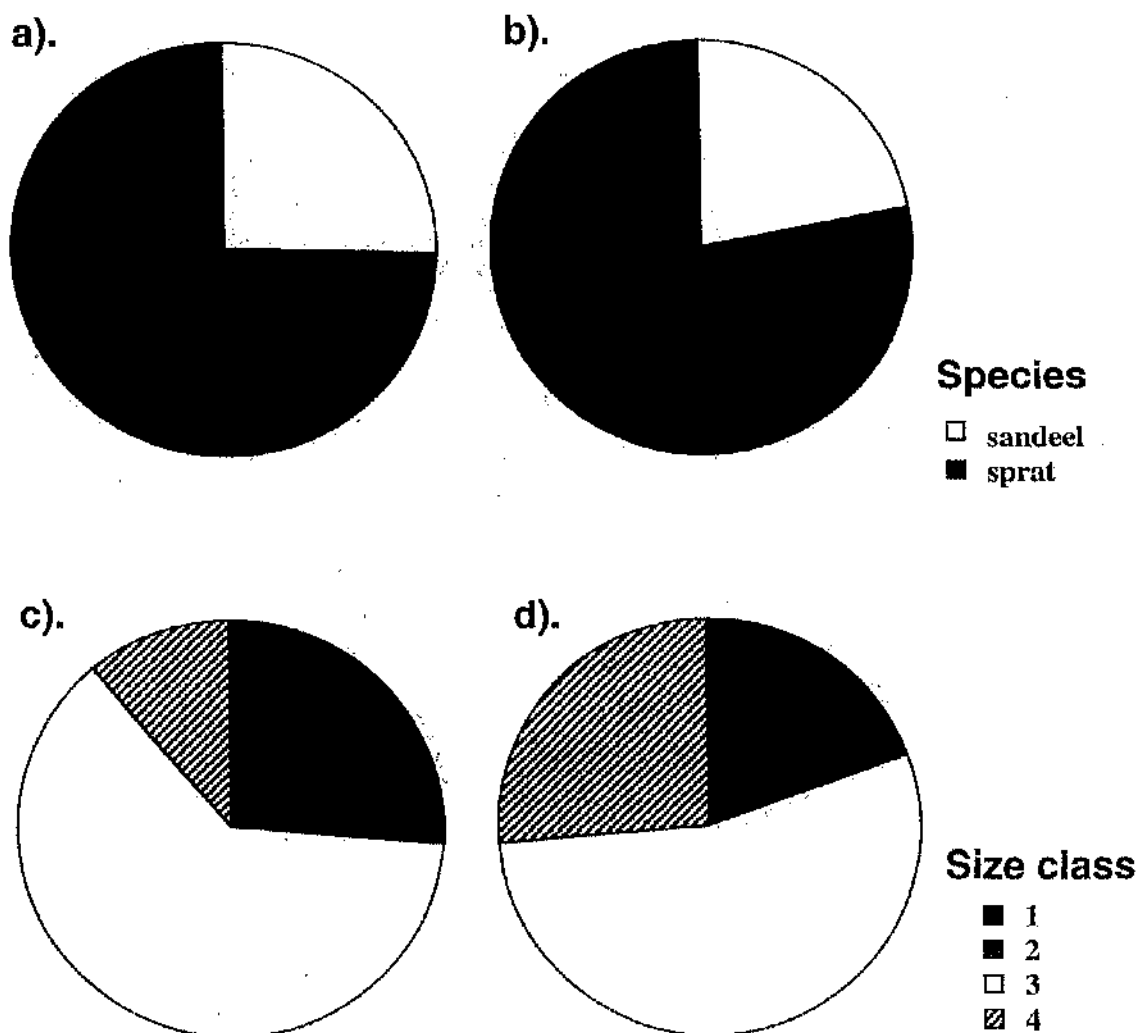 a).
b).
Species
sandeel
sprat
c).
d).
Size class
1
2
3
4